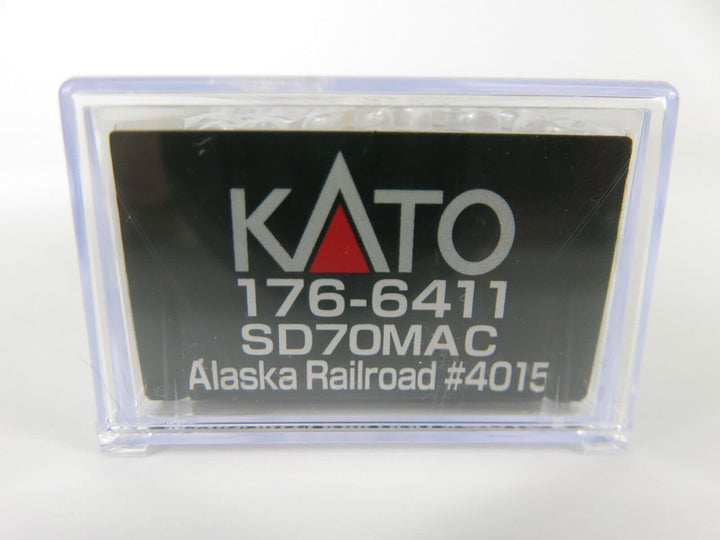 KATO
176-6411
SD70MAC
Alaska Railroad #4015